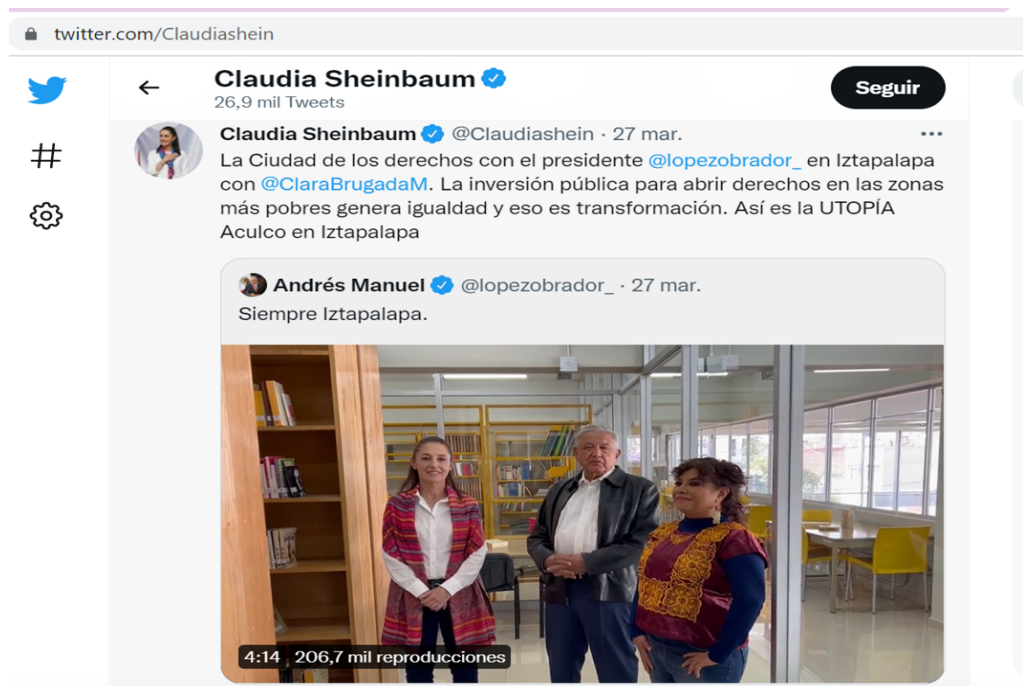 twitter.com/Claudiashein
Claudia Sheinbaum
26,9 mil Tweets
Seguir
Claudia Sheinbaum @Claudiashein · 27 mar.
La Ciudad de los derechos con el presidente @lopezobrador_ en Iztapalapa
con @ClaraBrugadaM. La inversión pública para abrir derechos en las zonas
más pobres genera igualdad y eso es transformación. Así es la UTOPÍA
Aculco en Iztapalapa
Andrés Manuel @lopezobrador_ · 27 mar.
Siempre Iztapalapa.
4:14 206,7 mil reproducciones